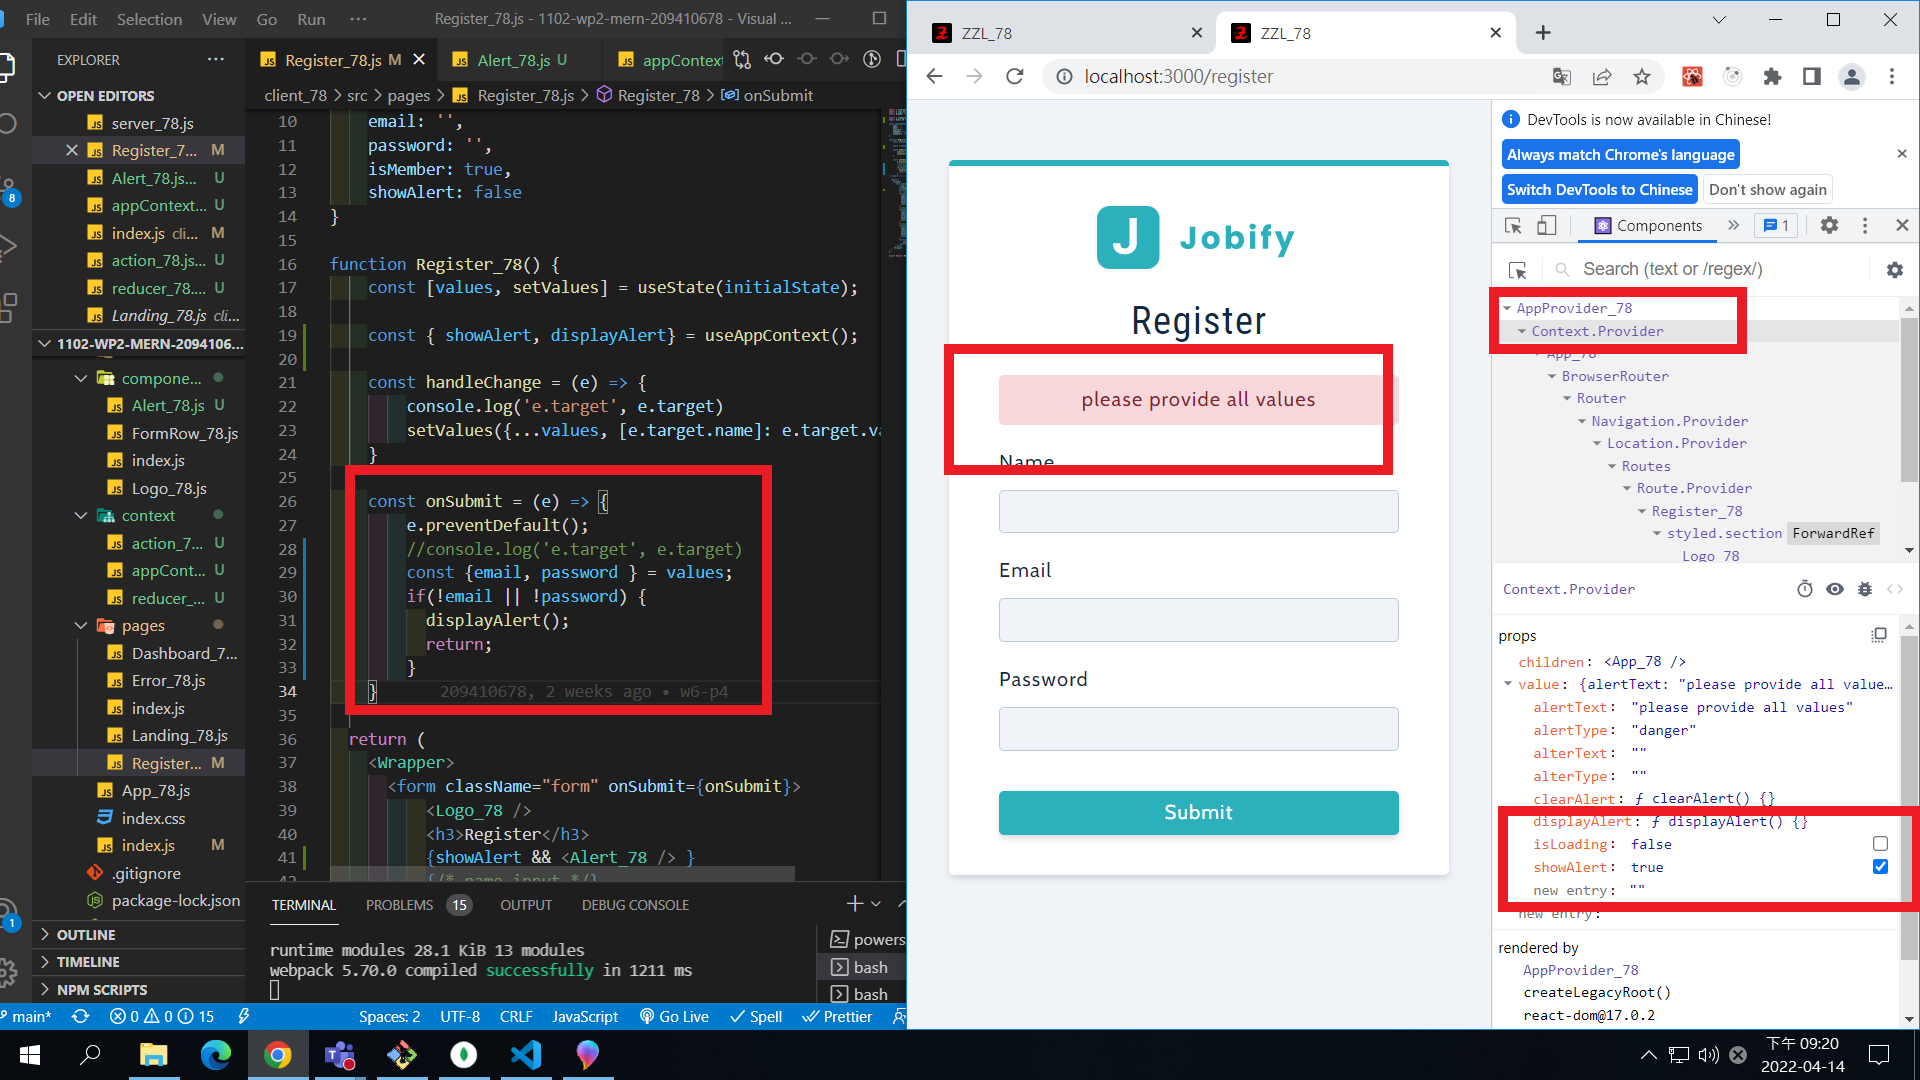 File Edit Selection View Go Run ··· Register_78.js - 1102-wp2-mern-209410678 - Visual ...
EXPLORER ···
OPEN EDITORS
server_78.js
Register_7... M
Alert_78.js... U
appContext... U
index.js cli... M
action_78.js... U
reducer_78.... U
Landing_78.js cli...
1102-WP2-MERN-2094106...
compone...
Alert_78.js U
FormRow_78.js
index.js
Logo_78.js
context
action_7... U
appCont... U
reducer_... U
pages
Dashboard_7...
Error_78.js
index.js
Landing_78.js
Register... M
App_78.js
index.css
index.js M
.gitignore
package-lock.json
OUTLINE
TIMELINE
NPM SCRIPTS
8
1
Register_78.js M
Alert_78.js U
appContext
client_78 > src > pages > Register_78.js > Register_78 > onSubmit
10 email: '',
11 password: '',
12 isMember: true,
13 showAlert: false
14 }
15
16 function Register_78() {
17 const [values, setValues] = useState(initialState);
18
19 const { showAlert, displayAlert} = useAppContext();
20
21 const handleChange = (e) => {
22 console.log('e.target', e.target)
23 setValues({...values, [e.target.name]: e.target.va
24 }
25
26 const onSubmit = (e) => {
27 e.preventDefault();
28 //console.log('e.target', e.target)
29 const {email, password } = values;
30 if(!email || !password) {
31 displayAlert();
32 return;
33 }
34 } 209410678, 2 weeks ago • w6-p4
35
36 return (
37 <Wrapper>
38 <form className="form" onSubmit={onSubmit}>
39 <Logo_78 />
40 <h3>Register</h3>
41 {showAlert && <Alert_78 /> }
42 {/* name input */}
TERMINAL PROBLEMS 15 OUTPUT DEBUG CONSOLE
runtime modules 28.1 KiB 13 modules
webpack 5.70.0 compiled successfully in 1211 ms
powers
bash
bash
main* 0 0 15 Spaces: 2 UTF-8 CRLF JavaScript Go Live Spell Prettier
ZZL_78
ZZL_78
localhost:3000/register
J Jobify
Register
please provide all values
Name
Email
Password
Submit
DevTools is now available in Chinese!
Always match Chrome's language
Switch DevTools to Chinese Don't show again
Components 1
Search (text or /regex/)
AppProvider_78
Context.Provider
App_78
BrowserRouter
Router
Navigation.Provider
Location.Provider
Routes
Route.Provider
Register_78
styled.section ForwardRef
Logo_78
Context.Provider
props
children: <App_78 />
value: {alertText: "please provide all value...
alertText: "please provide all values"
alertType: "danger"
alterText: ""
alterType: ""
clearAlert: ƒ clearAlert() {}
displayAlert: ƒ displayAlert() {}
isLoading: false
showAlert: true
new entry: ""
new entry:
rendered by
AppProvider_78
createLegacyRoot()
react-dom@17.0.2
下午 09:20
2022-04-14